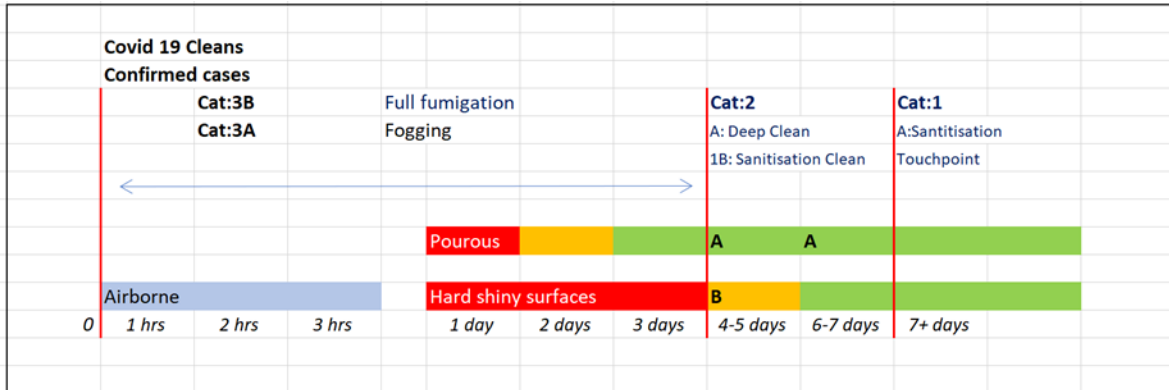 Covid 19 Cleans
Confirmed cases
Cat:3B Full fumigation Cat:2 Cat:1
Cat:3A Fogging A: Deep Clean A:Santitisation
1B: Sanitisation Clean Touchpoint
Pourous A A
Airborne Hard shiny surfaces B
0 1 hrs 2 hrs 3 hrs 1 day 2 days 3 days 4-5 days 6-7 days 7+ days